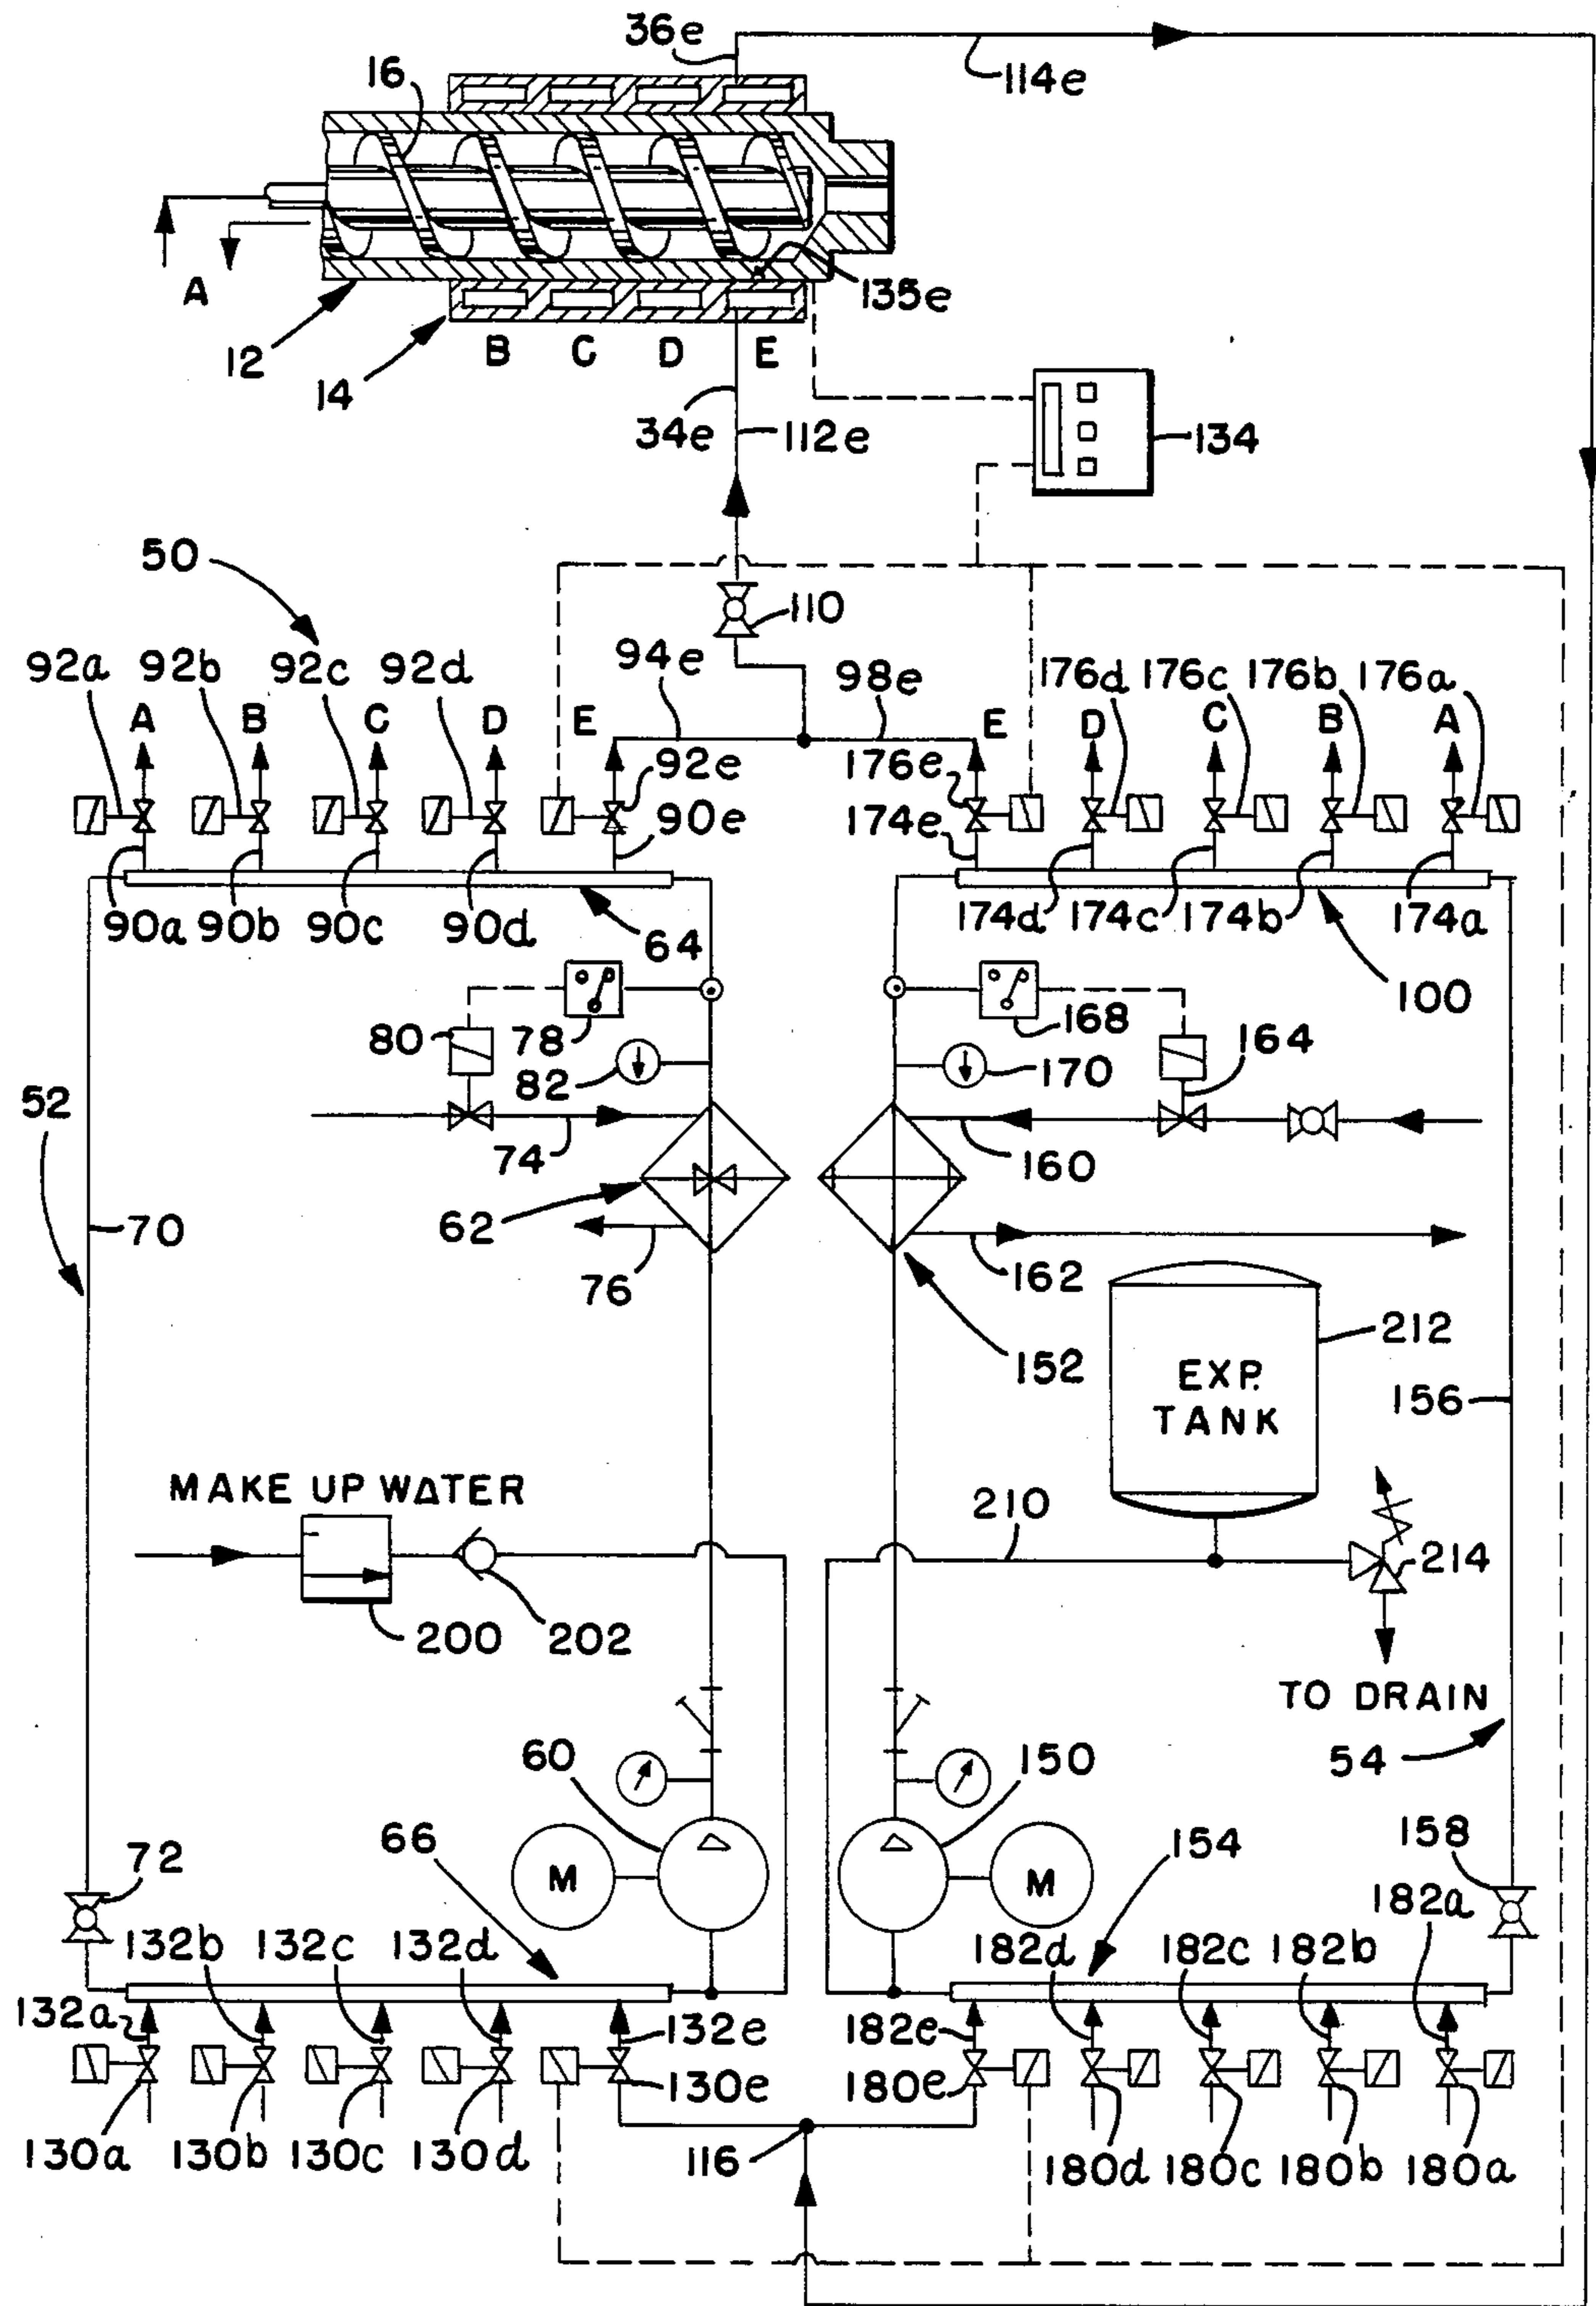 36e
16
114e
A
135e
12
14
B C D E
34e 112e
134
50
110
92a 92b 92c 92d
94e 98e
176d 176c 176b 176a
A B C D E
E D C B A
92e 176e
90e 174e
90a 90b 90c 90d
64
174d 174c 174b 174a
100
80 78
168
164
82
170
52
74
160
62
70
76
162
212
152
EXP.
TANK
156
MAKE UP WATER
210
214
200 202
TO DRAIN
54
60
150
66
154
158
72
M
M
182a
132b 132c 132d
182d 182c 182b
132a
132e 182e
130e 180e
130a 130b 130c 130d
116
180d 180c 180b 180a